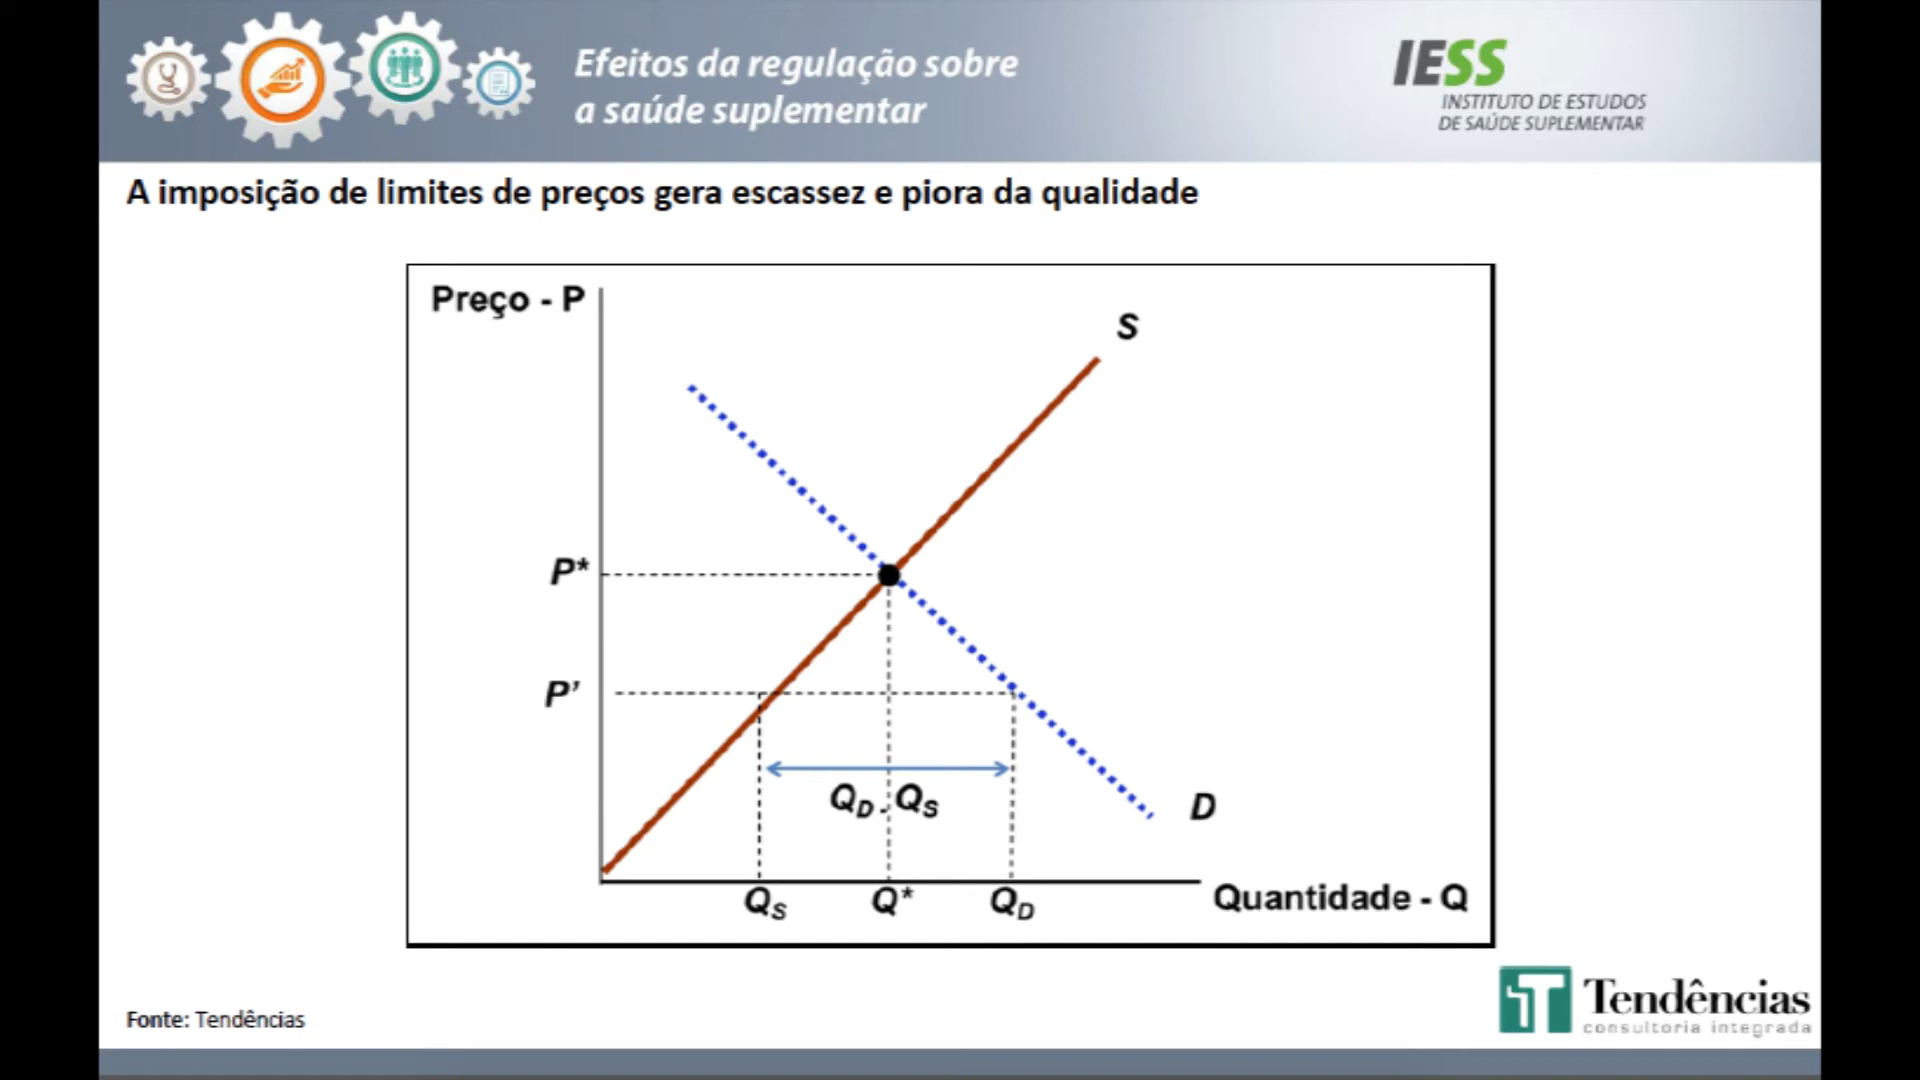 Efeitos da regulação sobre
a saúde suplementar
IESS
INSTITUTO DE ESTUDOS
DE SAÚDE SUPLEMENTAR
A imposição de limites de preços gera escassez e piora da qualidade
Preço - P
S
P*
P’
QD - QS
D
QS Q* QD
Quantidade - Q
Fonte: Tendências
Tendências
consultoria integrada